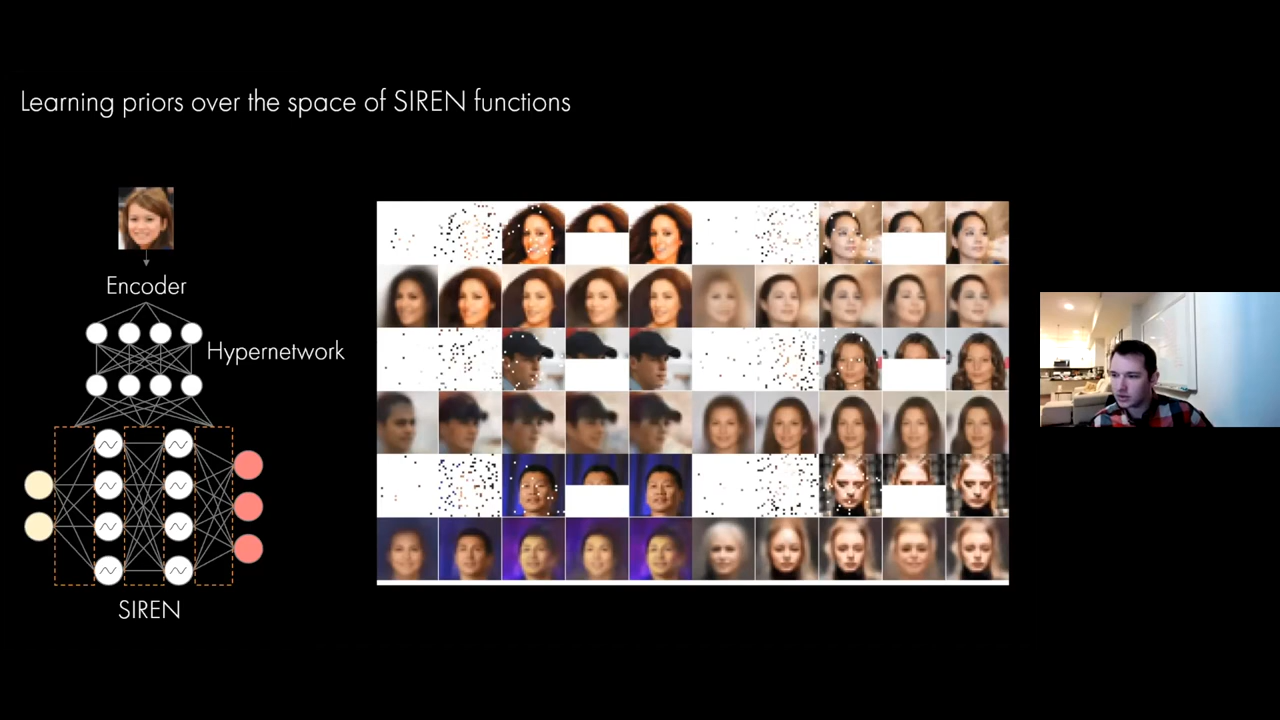 Learning priors over the space of SIREN functions
Encoder
Hypernetwork
SIREN